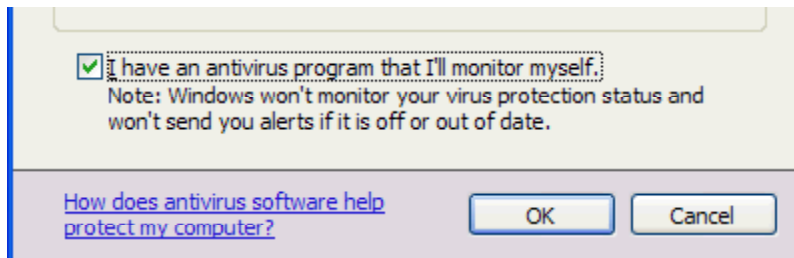 I have an antivirus program that I'll monitor myself.
Note: Windows won't monitor your virus protection status and
won't send you alerts if it is off or out of date.
How does antivirus software help
protect my computer?
OK
Cancel